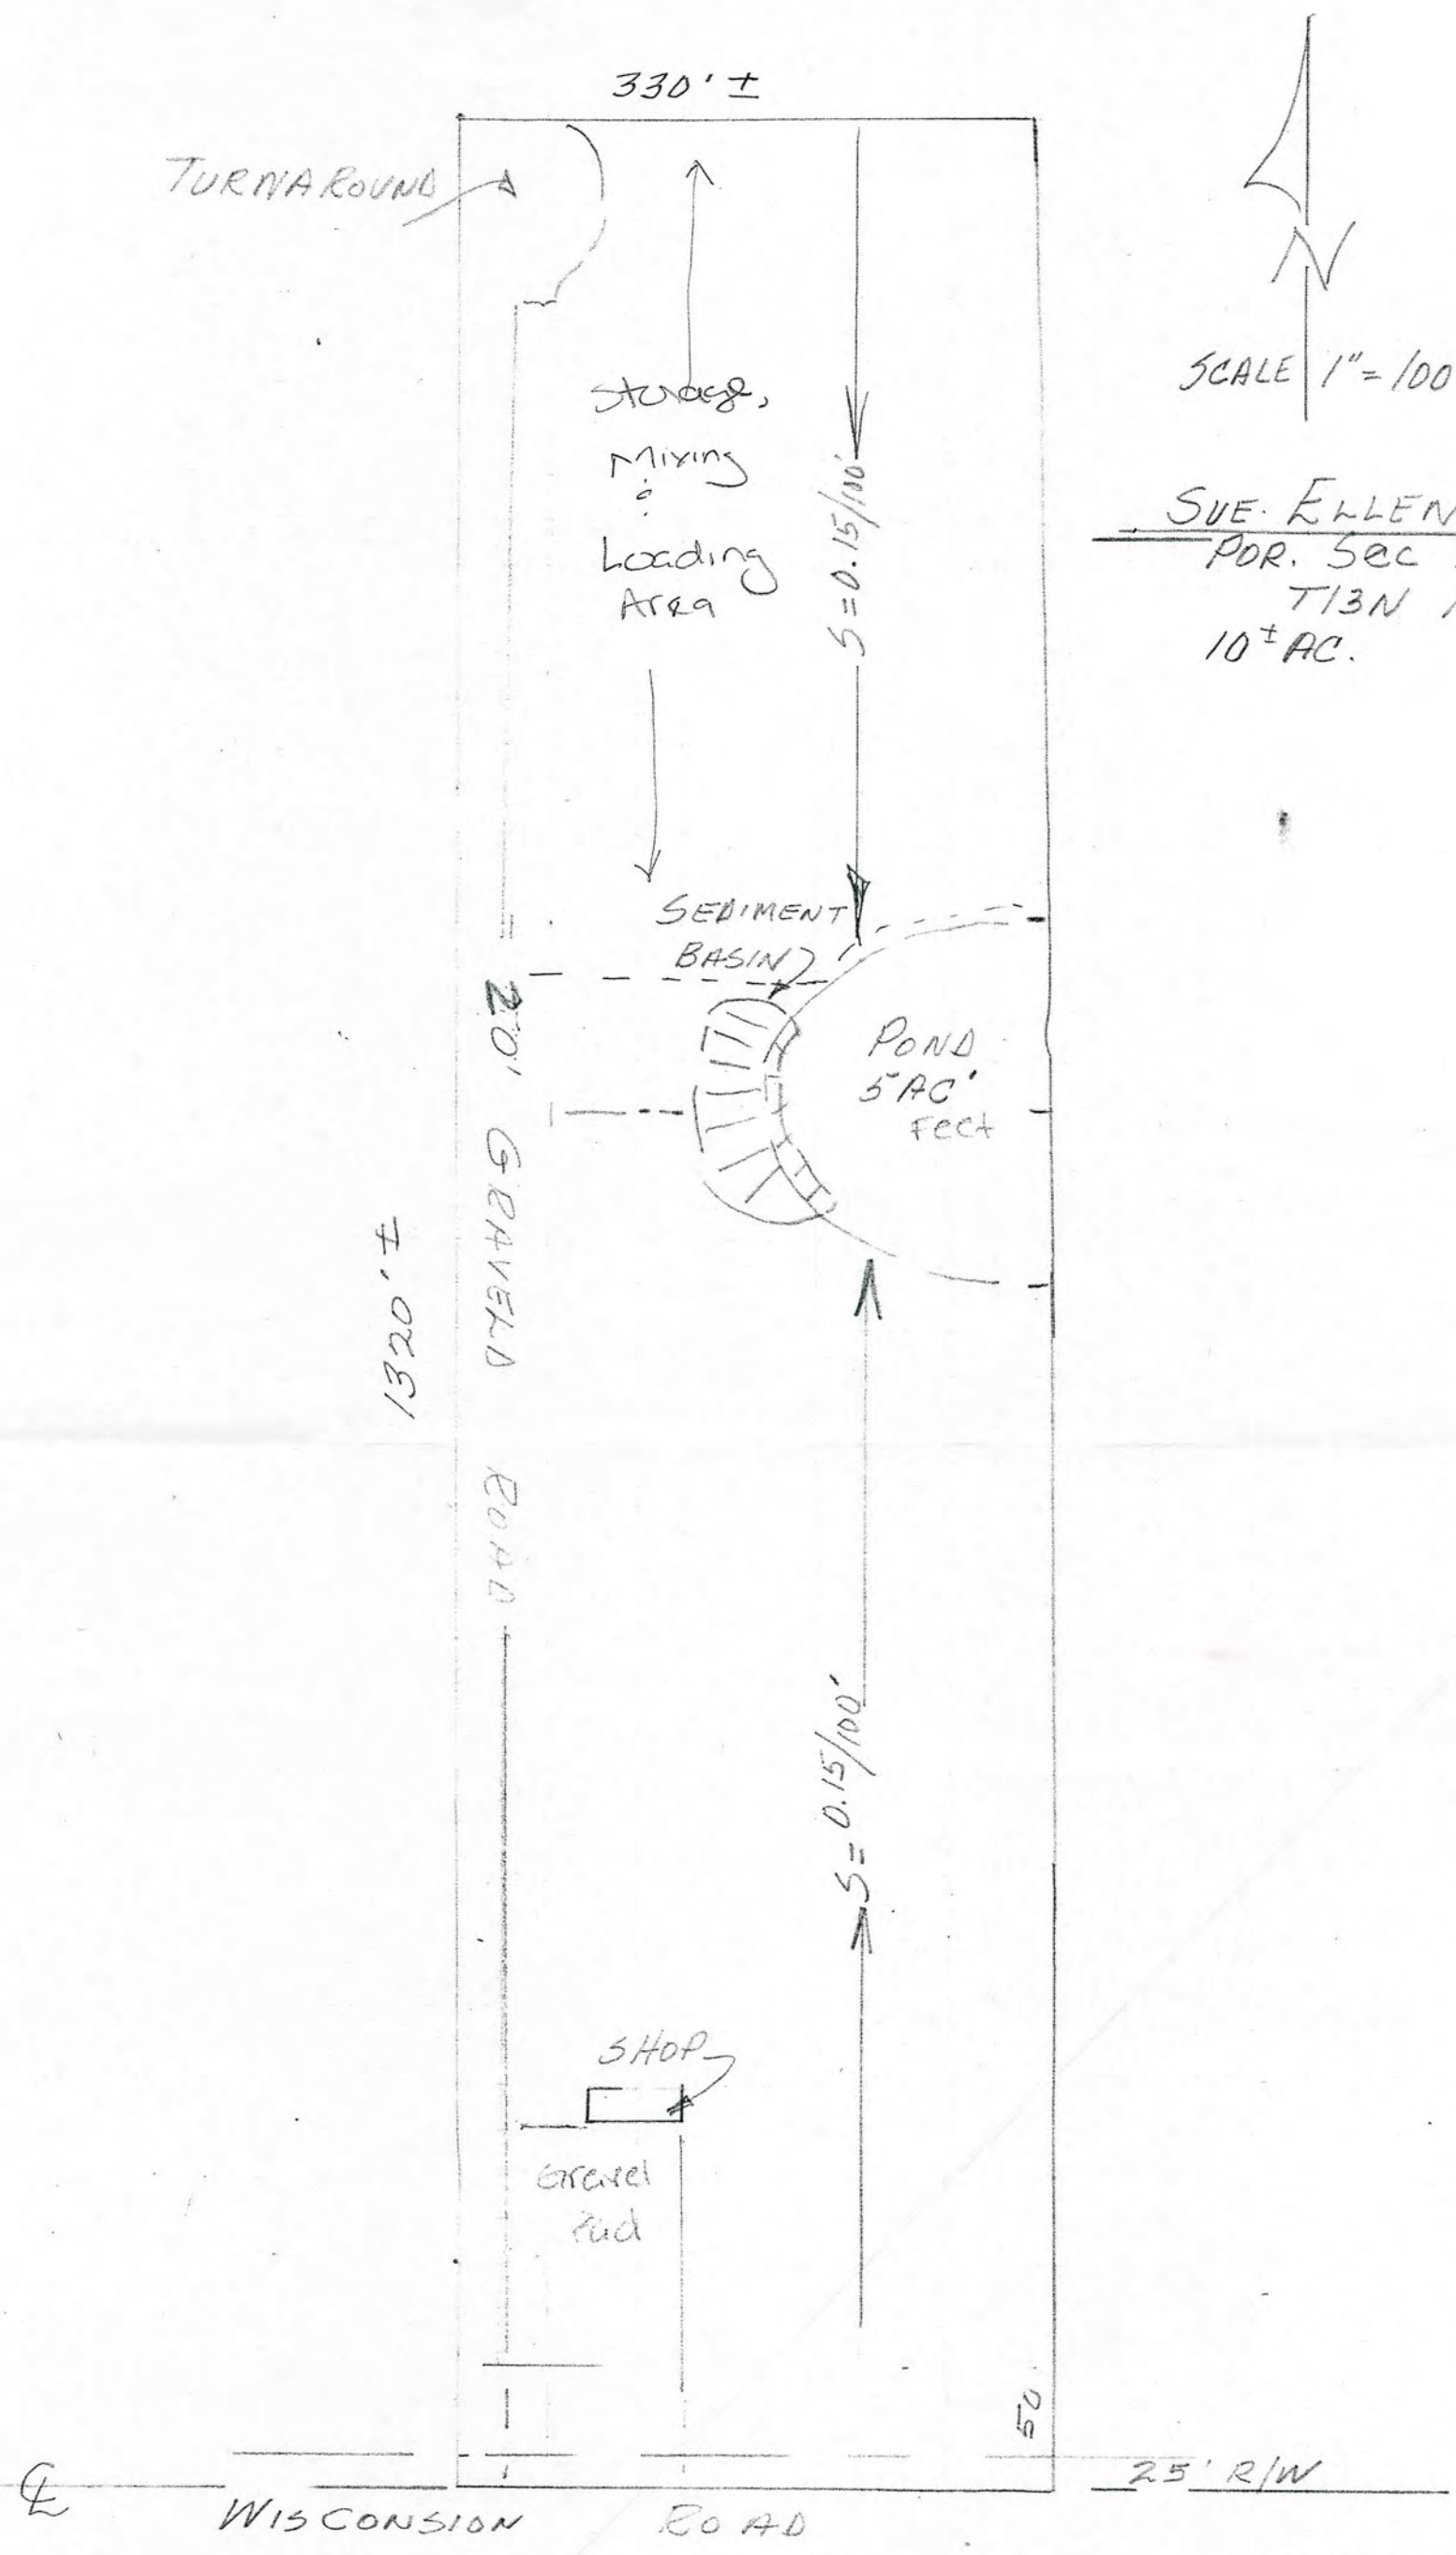 330' ±
TURNAROUND
N
SCALE 1" = 100
SUE. ELLEN
POR. Sec
T13N
10± AC.
Storage,
Mixing
&
Loading
Area
S=0.15/100'
SEDIMENT
BASIN
POND
5 AC'
Feet
20' GRAVELD ROAD
1320' ±
S=0.15/100'
SHOP
Gravel
Pad
50
25' R/W
℄
WISCONSION ROAD